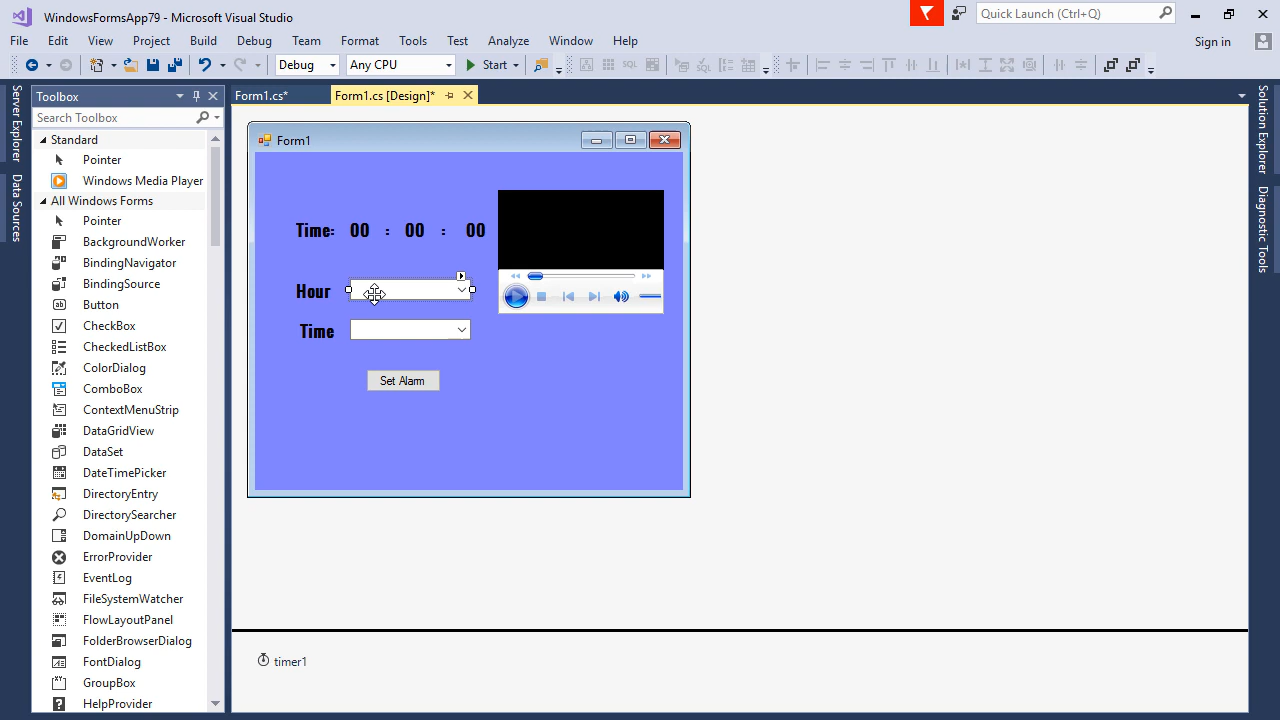 WindowsFormsApp79 - Microsoft Visual Studio
Quick Launch (Ctrl+Q)
File Edit View Project Build Debug Team Format Tools Test Analyze Window Help
Sign in
Debug Any CPU Start
Server Explorer
Data Sources
Toolbox
Search Toolbox
Standard
Pointer
Windows Media Player
All Windows Forms
Pointer
BackgroundWorker
BindingNavigator
BindingSource
Button
CheckBox
CheckedListBox
ColorDialog
ComboBox
ContextMenuStrip
DataGridView
DataSet
DateTimePicker
DirectoryEntry
DirectorySearcher
DomainUpDown
ErrorProvider
EventLog
FileSystemWatcher
FlowLayoutPanel
FolderBrowserDialog
FontDialog
GroupBox
HelpProvider
Form1.cs* Form1.cs [Design]*
Form1
Time: 00 : 00 : 00
Hour
Time
Set Alarm
timer1
Solution Explorer
Diagnostic Tools